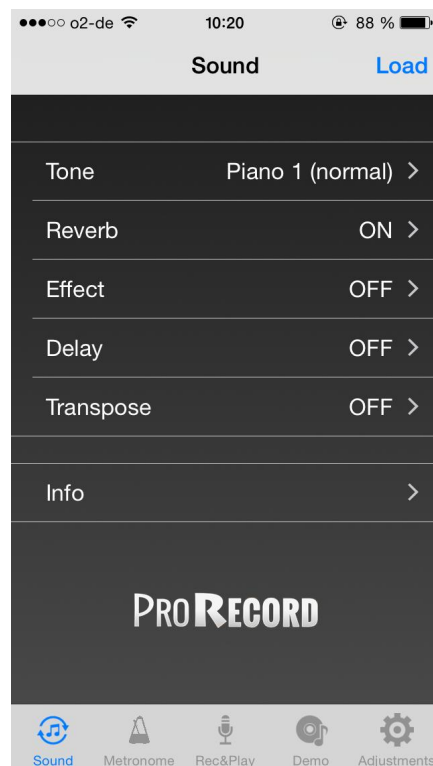 o2-de 10:20 88 %
Sound Load
Tone Piano 1 (normal) >
Reverb ON >
Effect OFF >
Delay OFF >
Transpose OFF >
Info >
PRORECORD
Sound Metronome Rec&Play Demo Adjustments